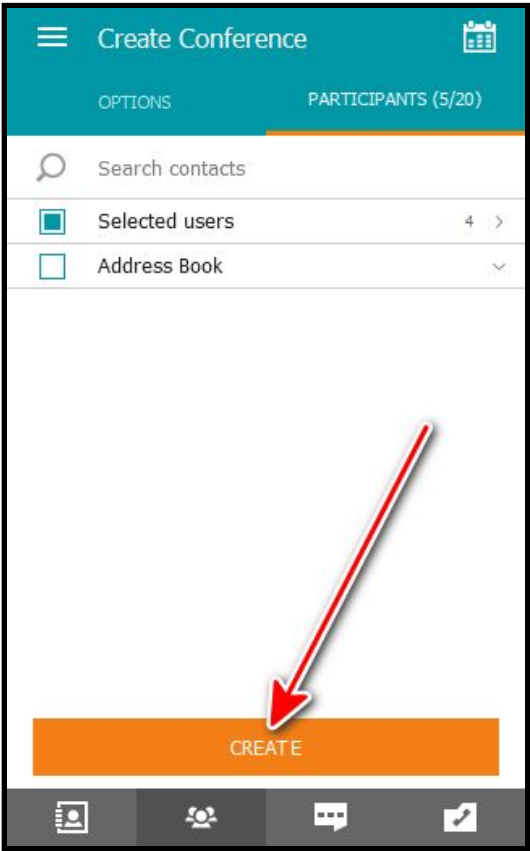 Create Conference
OPTIONS PARTICIPANTS (5/20)
Search contacts
Selected users 4
Address Book
CREATE